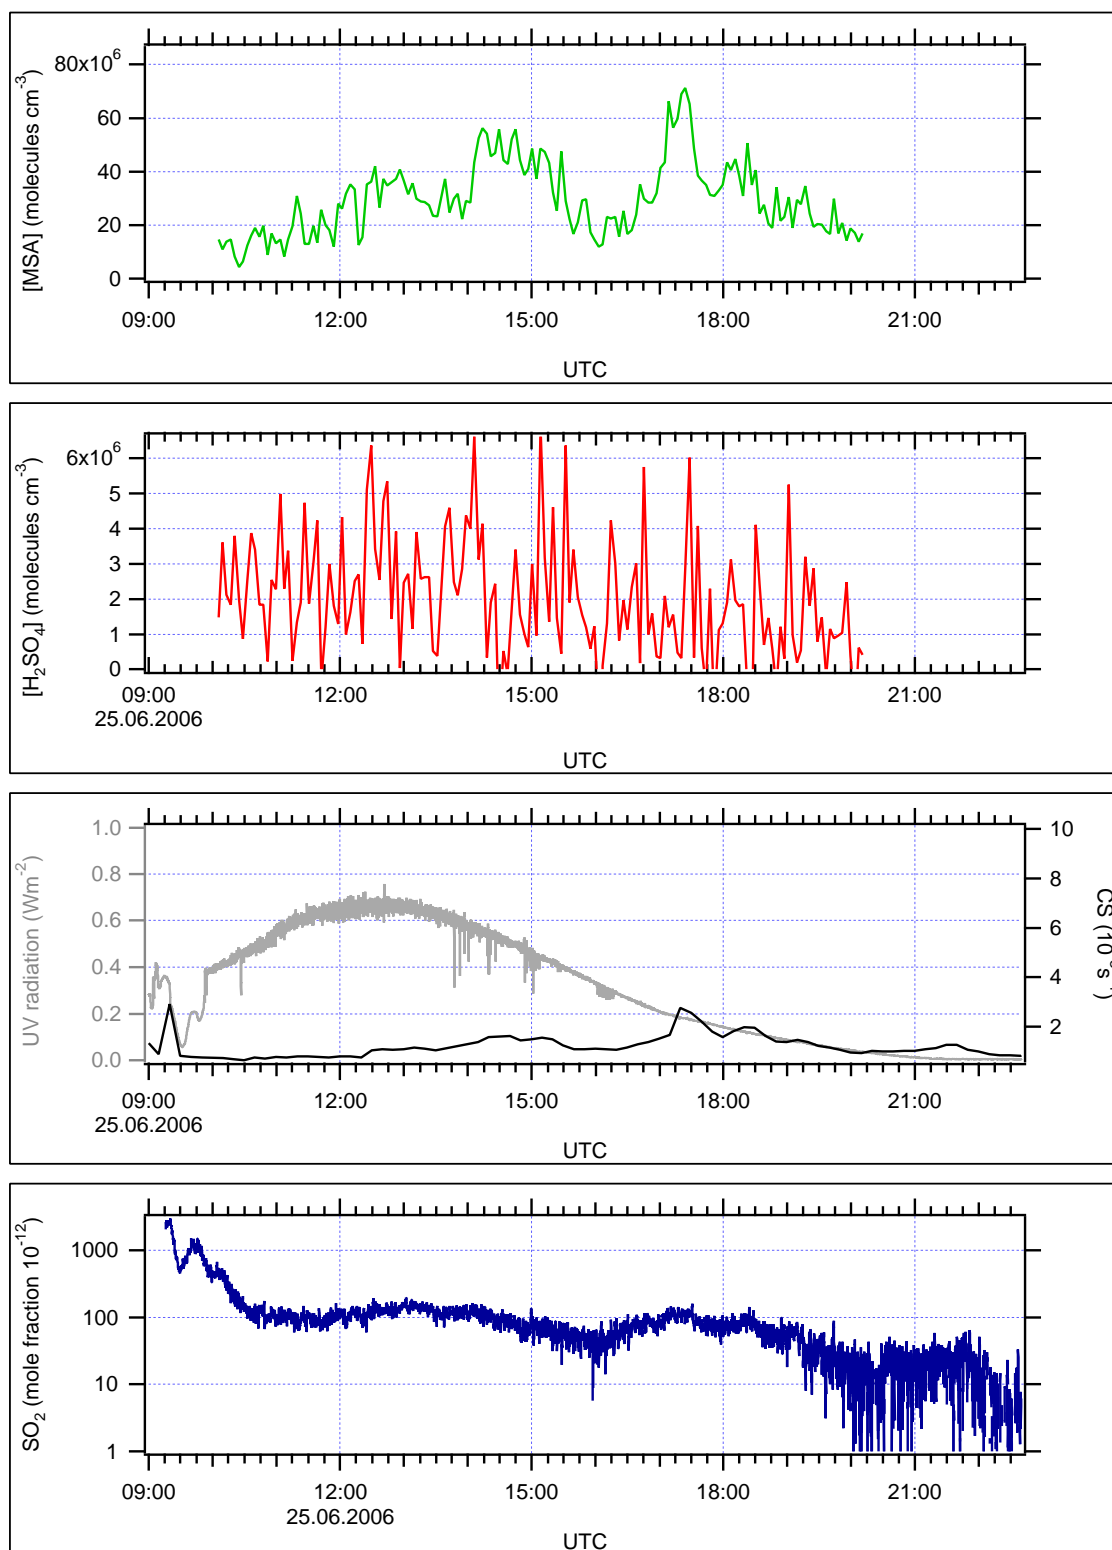 [MSA] (molecules cm⁻³)
80x10⁶
60
40
20
0
09:00 12:00 15:00 18:00 21:00
UTC
[H₂SO₄] (molecules cm⁻³)
6x10⁶
5
4
3
2
1
0
09:00 12:00 15:00 18:00 21:00
25.06.2006
UTC
UV radiation (Wm⁻²)
1.0
0.8
0.6
0.4
0.2
0.0
10
8
6
4
2
09:00 12:00 15:00 18:00 21:00
25.06.2006
UTC
SO₂ (mole fraction 10⁻¹²)
1000
100
10
1
09:00 12:00 15:00 18:00 21:00
25.06.2006
UTC